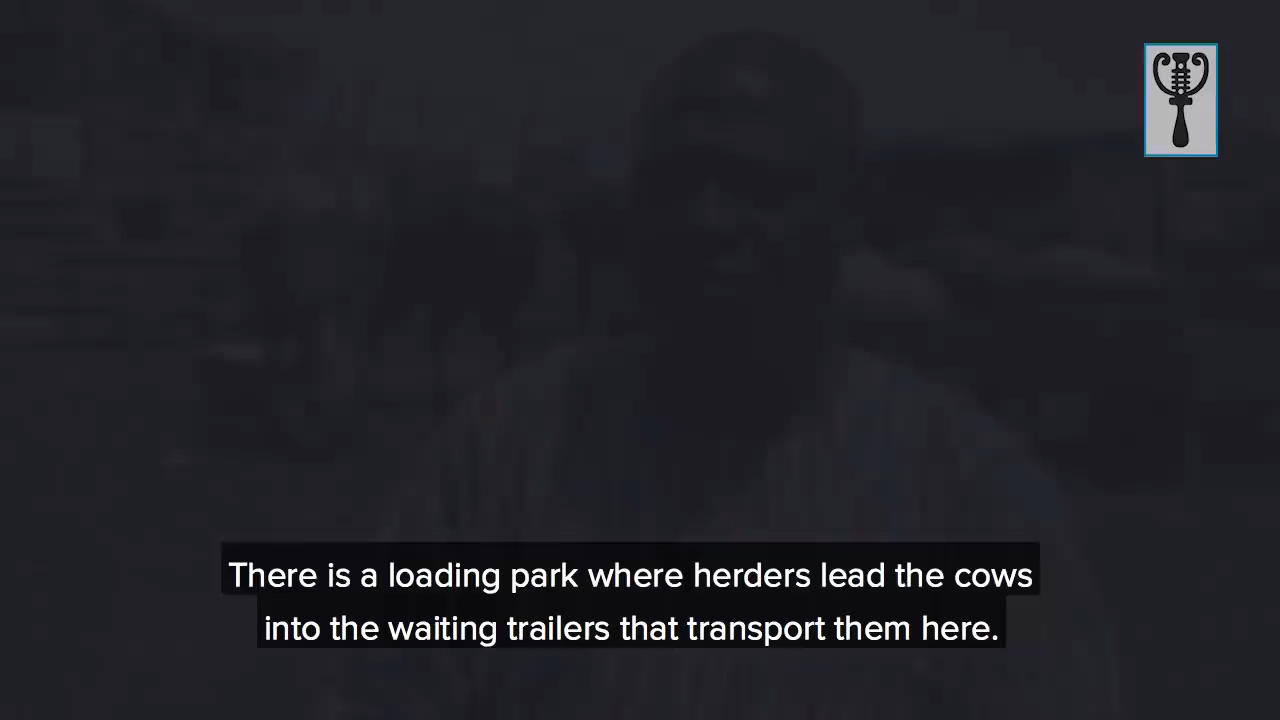 There is a loading park where herders lead the cows
into the waiting trailers that transport them here.